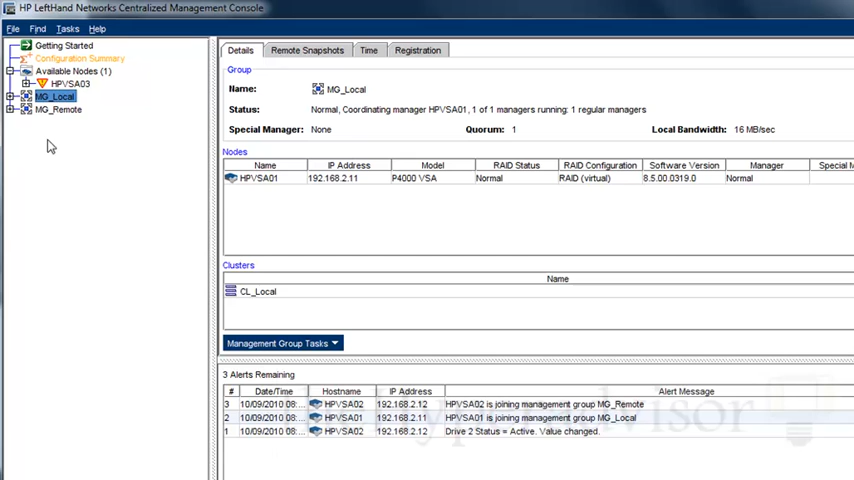 HP LeftHand Networks Centralized Management Console
File Find Tasks Help
Getting Started
Configuration Summary
Available Nodes (1)
HPVSA03
MG_Local
MG_Remote
Details Remote Snapshots Time Registration
Group
Name: MG_Local
Status: Normal, Coordinating manager HPVSA01, 1 of 1 managers running: 1 regular managers
Special Manager: None Quorum: 1 Local Bandwidth: 16 MB/sec
Nodes
Name IP Address Model RAID Status RAID Configuration Software Version Manager Special M
HPVSA01 192.168.2.11 P4000 VSA Normal RAID (virtual) 8.5.00.0319.0 Normal
Clusters
Name
CL_Local
Management Group Tasks
3 Alerts Remaining
# Date/Time Hostname IP Address Alert Message
3 10/09/2010 08:... HPVSA02 192.168.2.12 HPVSA02 is joining management group MG_Remote
2 10/09/2010 08:... HPVSA01 192.168.2.11 HPVSA01 is joining management group MG_Local
1 10/09/2010 08:... HPVSA02 192.168.2.12 Drive 2 Status = Active. Value changed.